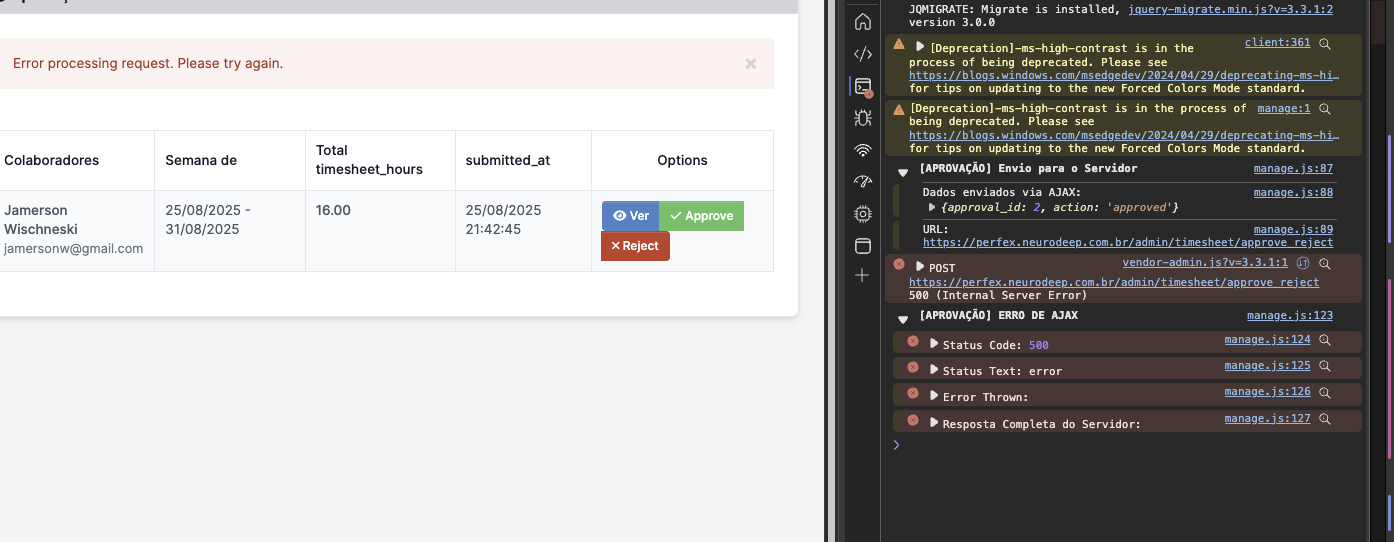 Error processing request. Please try again.
×
Colaboradores
Semana de
Total
timesheet_hours
submitted_at
Options
Jamerson
Wischneski
jamersonw@gmail.com
25/08/2025 -
31/08/2025
16.00
25/08/2025
21:42:45
Ver
Approve
Reject
JQMIGRATE: Migrate is installed, jquery-migrate.min.js?v=3.3.1:2
version 3.0.0
[Deprecation]-ms-high-contrast is in the client:361
process of being deprecated. Please see
https://blogs.windows.com/msedgedev/2024/04/29/deprecating-ms-hi…
for tips on updating to the new Forced Colors Mode standard.
[Deprecation]-ms-high-contrast is in the process of manage:1
being deprecated. Please see
https://blogs.windows.com/msedgedev/2024/04/29/deprecating-ms-hi…
for tips on updating to the new Forced Colors Mode standard.
[APROVAÇÃO] Envio para o Servidor manage.js:87
Dados enviados via AJAX: manage.js:88
{approval_id: 2, action: 'approved'}
URL: manage.js:89
https://perfex.neurodeep.com.br/admin/timesheet/approve_reject
POST vendor-admin.js?v=3.3.1:1
https://perfex.neurodeep.com.br/admin/timesheet/approve_reject
500 (Internal Server Error)
[APROVAÇÃO] ERRO DE AJAX manage.js:123
Status Code: 500 manage.js:124
Status Text: error manage.js:125
Error Thrown: manage.js:126
Resposta Completa do Servidor: manage.js:127